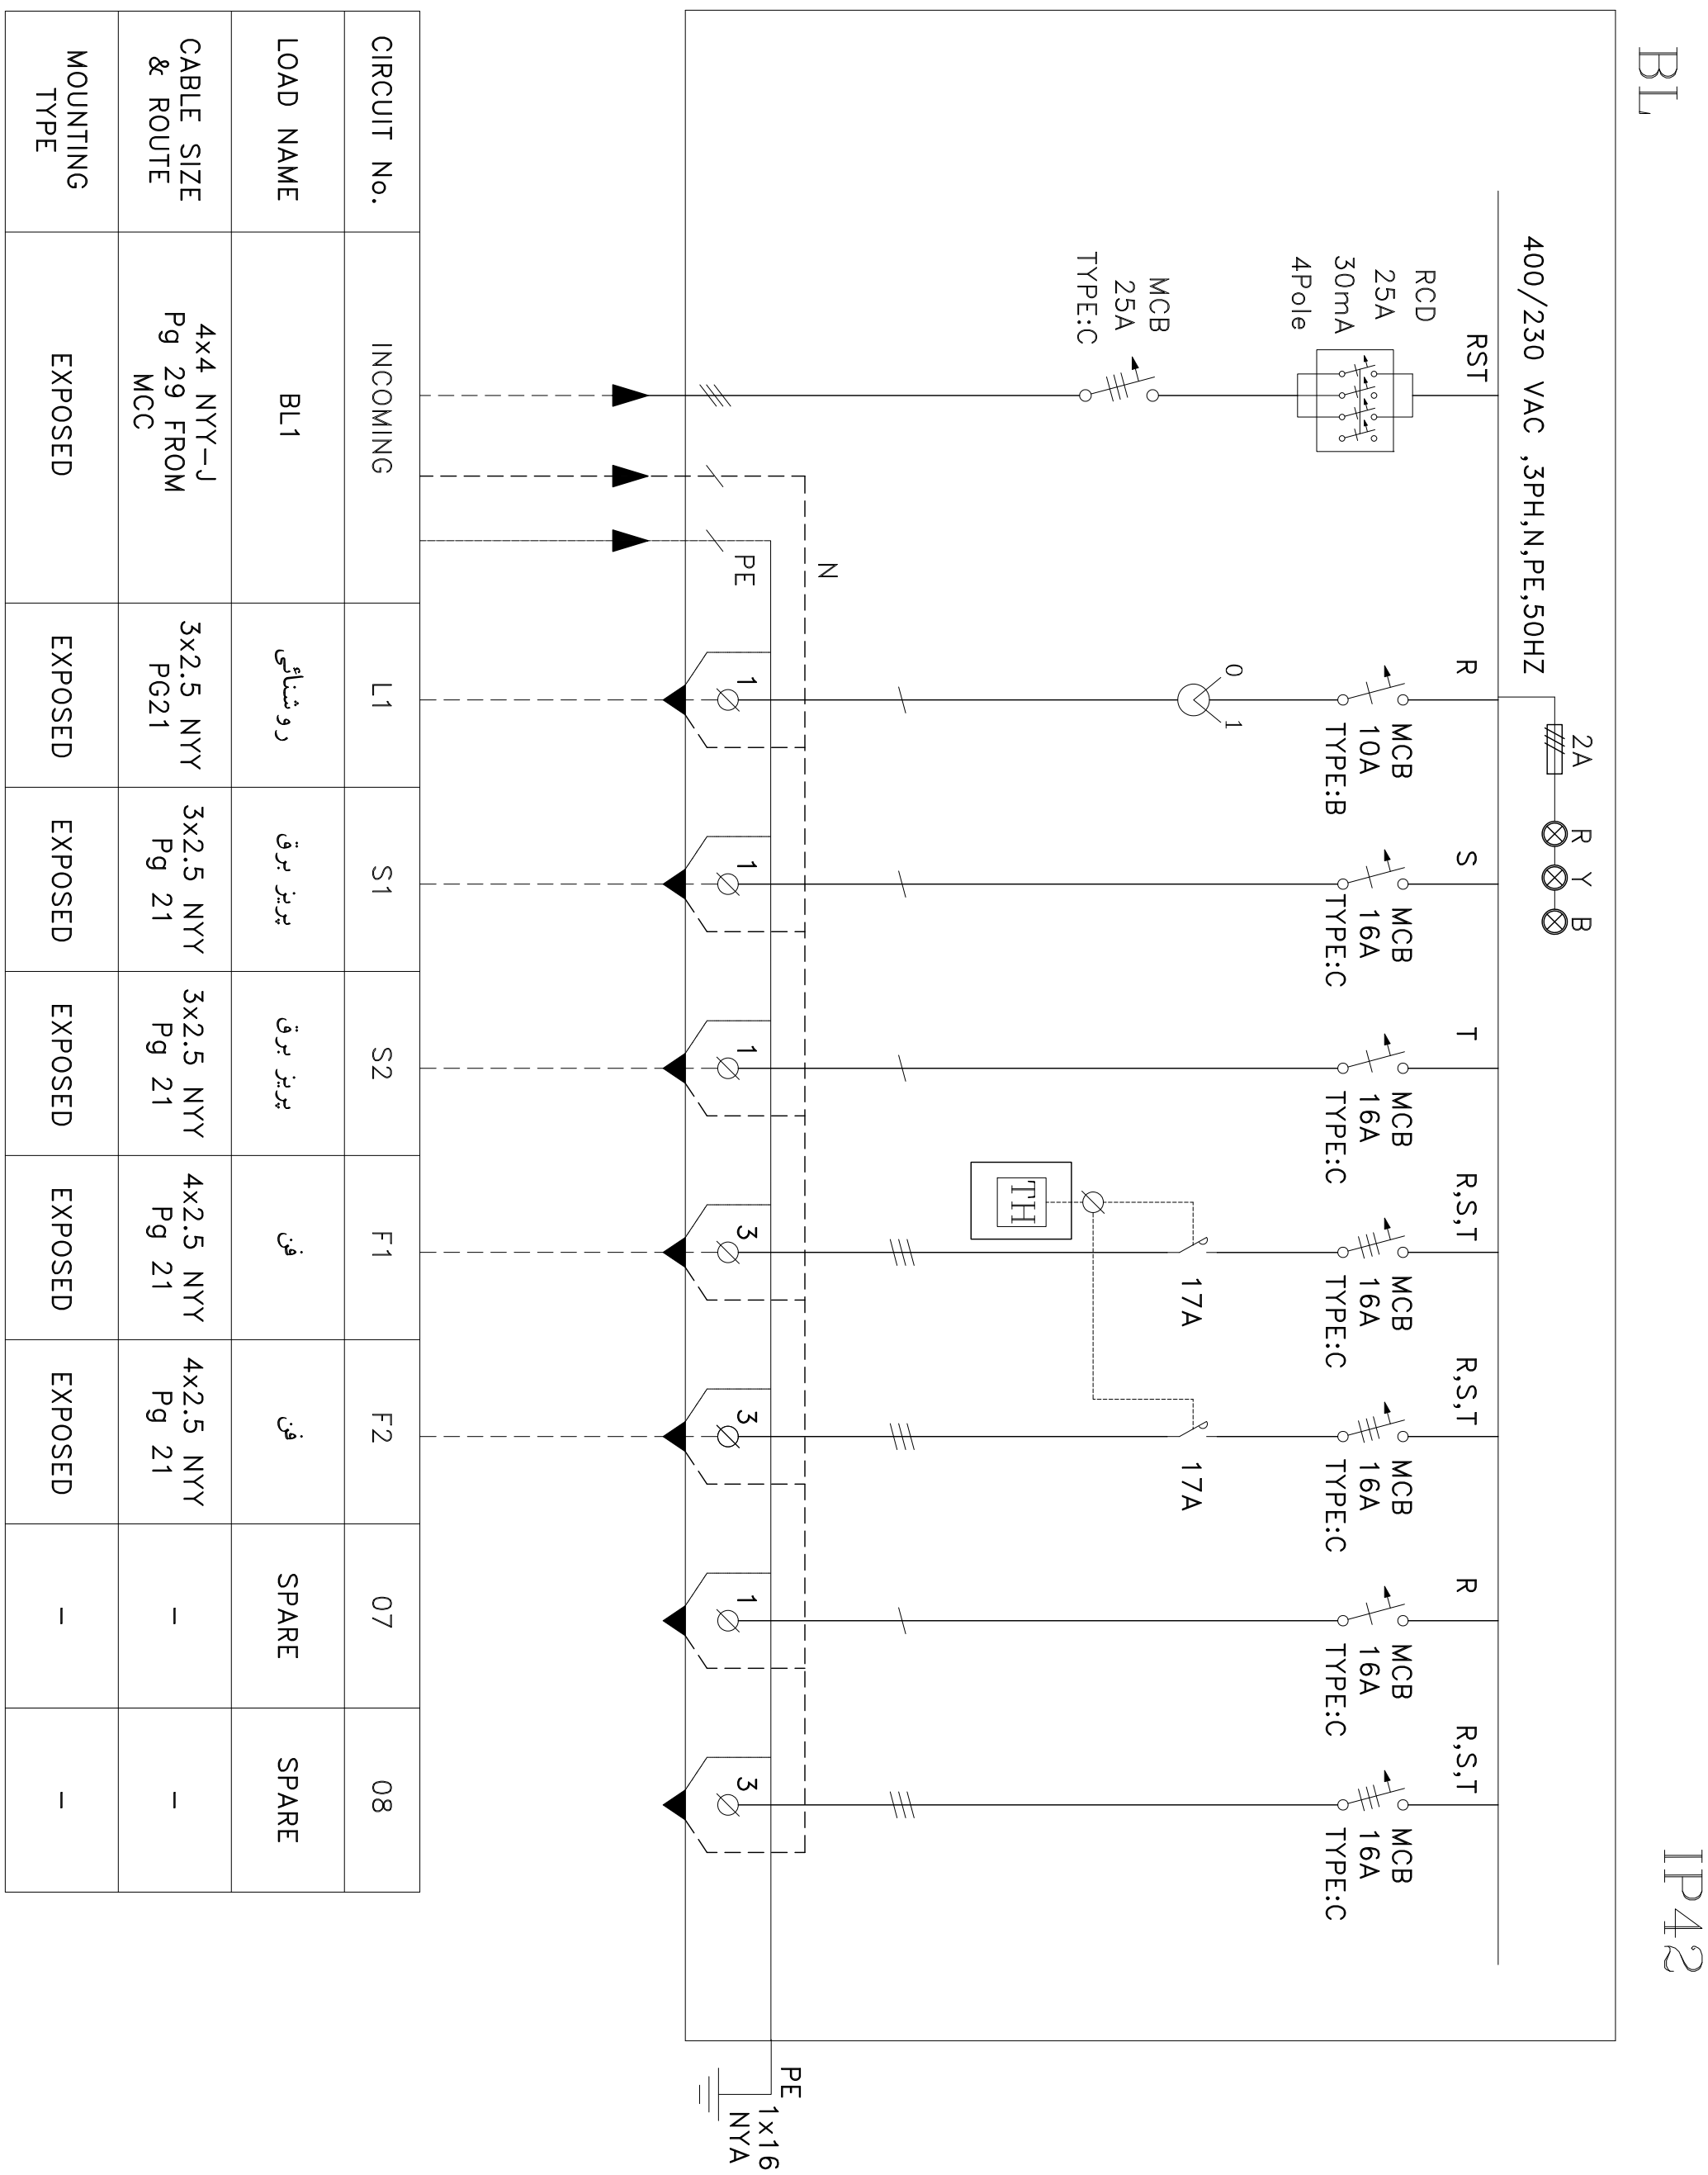 BL
IP42
400/230 VAC ,3PH,N,PE,50HZ
2A
R Y B
RST
RCD
25A
30mA
4Pole
MCB
25A
TYPE:C
N
PE
R
MCB
10A
TYPE:B
0
1
1
S
MCB
16A
TYPE:C
1
T
MCB
16A
TYPE:C
1
R,S,T
MCB
16A
TYPE:C
17A
TH
3
R,S,T
MCB
16A
TYPE:C
17A
3
R
MCB
16A
TYPE:C
1
R,S,T
MCB
16A
TYPE:C
3
PE
1x16
NYA
CIRCUIT No.
INCOMING
L1
S1
S2
F1
F2
07
08
LOAD NAME
BL1
روشنائی
پریز برق
پریز برق
فن
فن
SPARE
SPARE
CABLE SIZE
& ROUTE
4x4 NYY-J
Pg 29 FROM
MCC
3x2.5 NYY
PG21
3x2.5 NYY
Pg 21
3x2.5 NYY
Pg 21
4x2.5 NYY
Pg 21
4x2.5 NYY
Pg 21
-
-
MOUNTING
TYPE
EXPOSED
EXPOSED
EXPOSED
EXPOSED
EXPOSED
EXPOSED
-
-